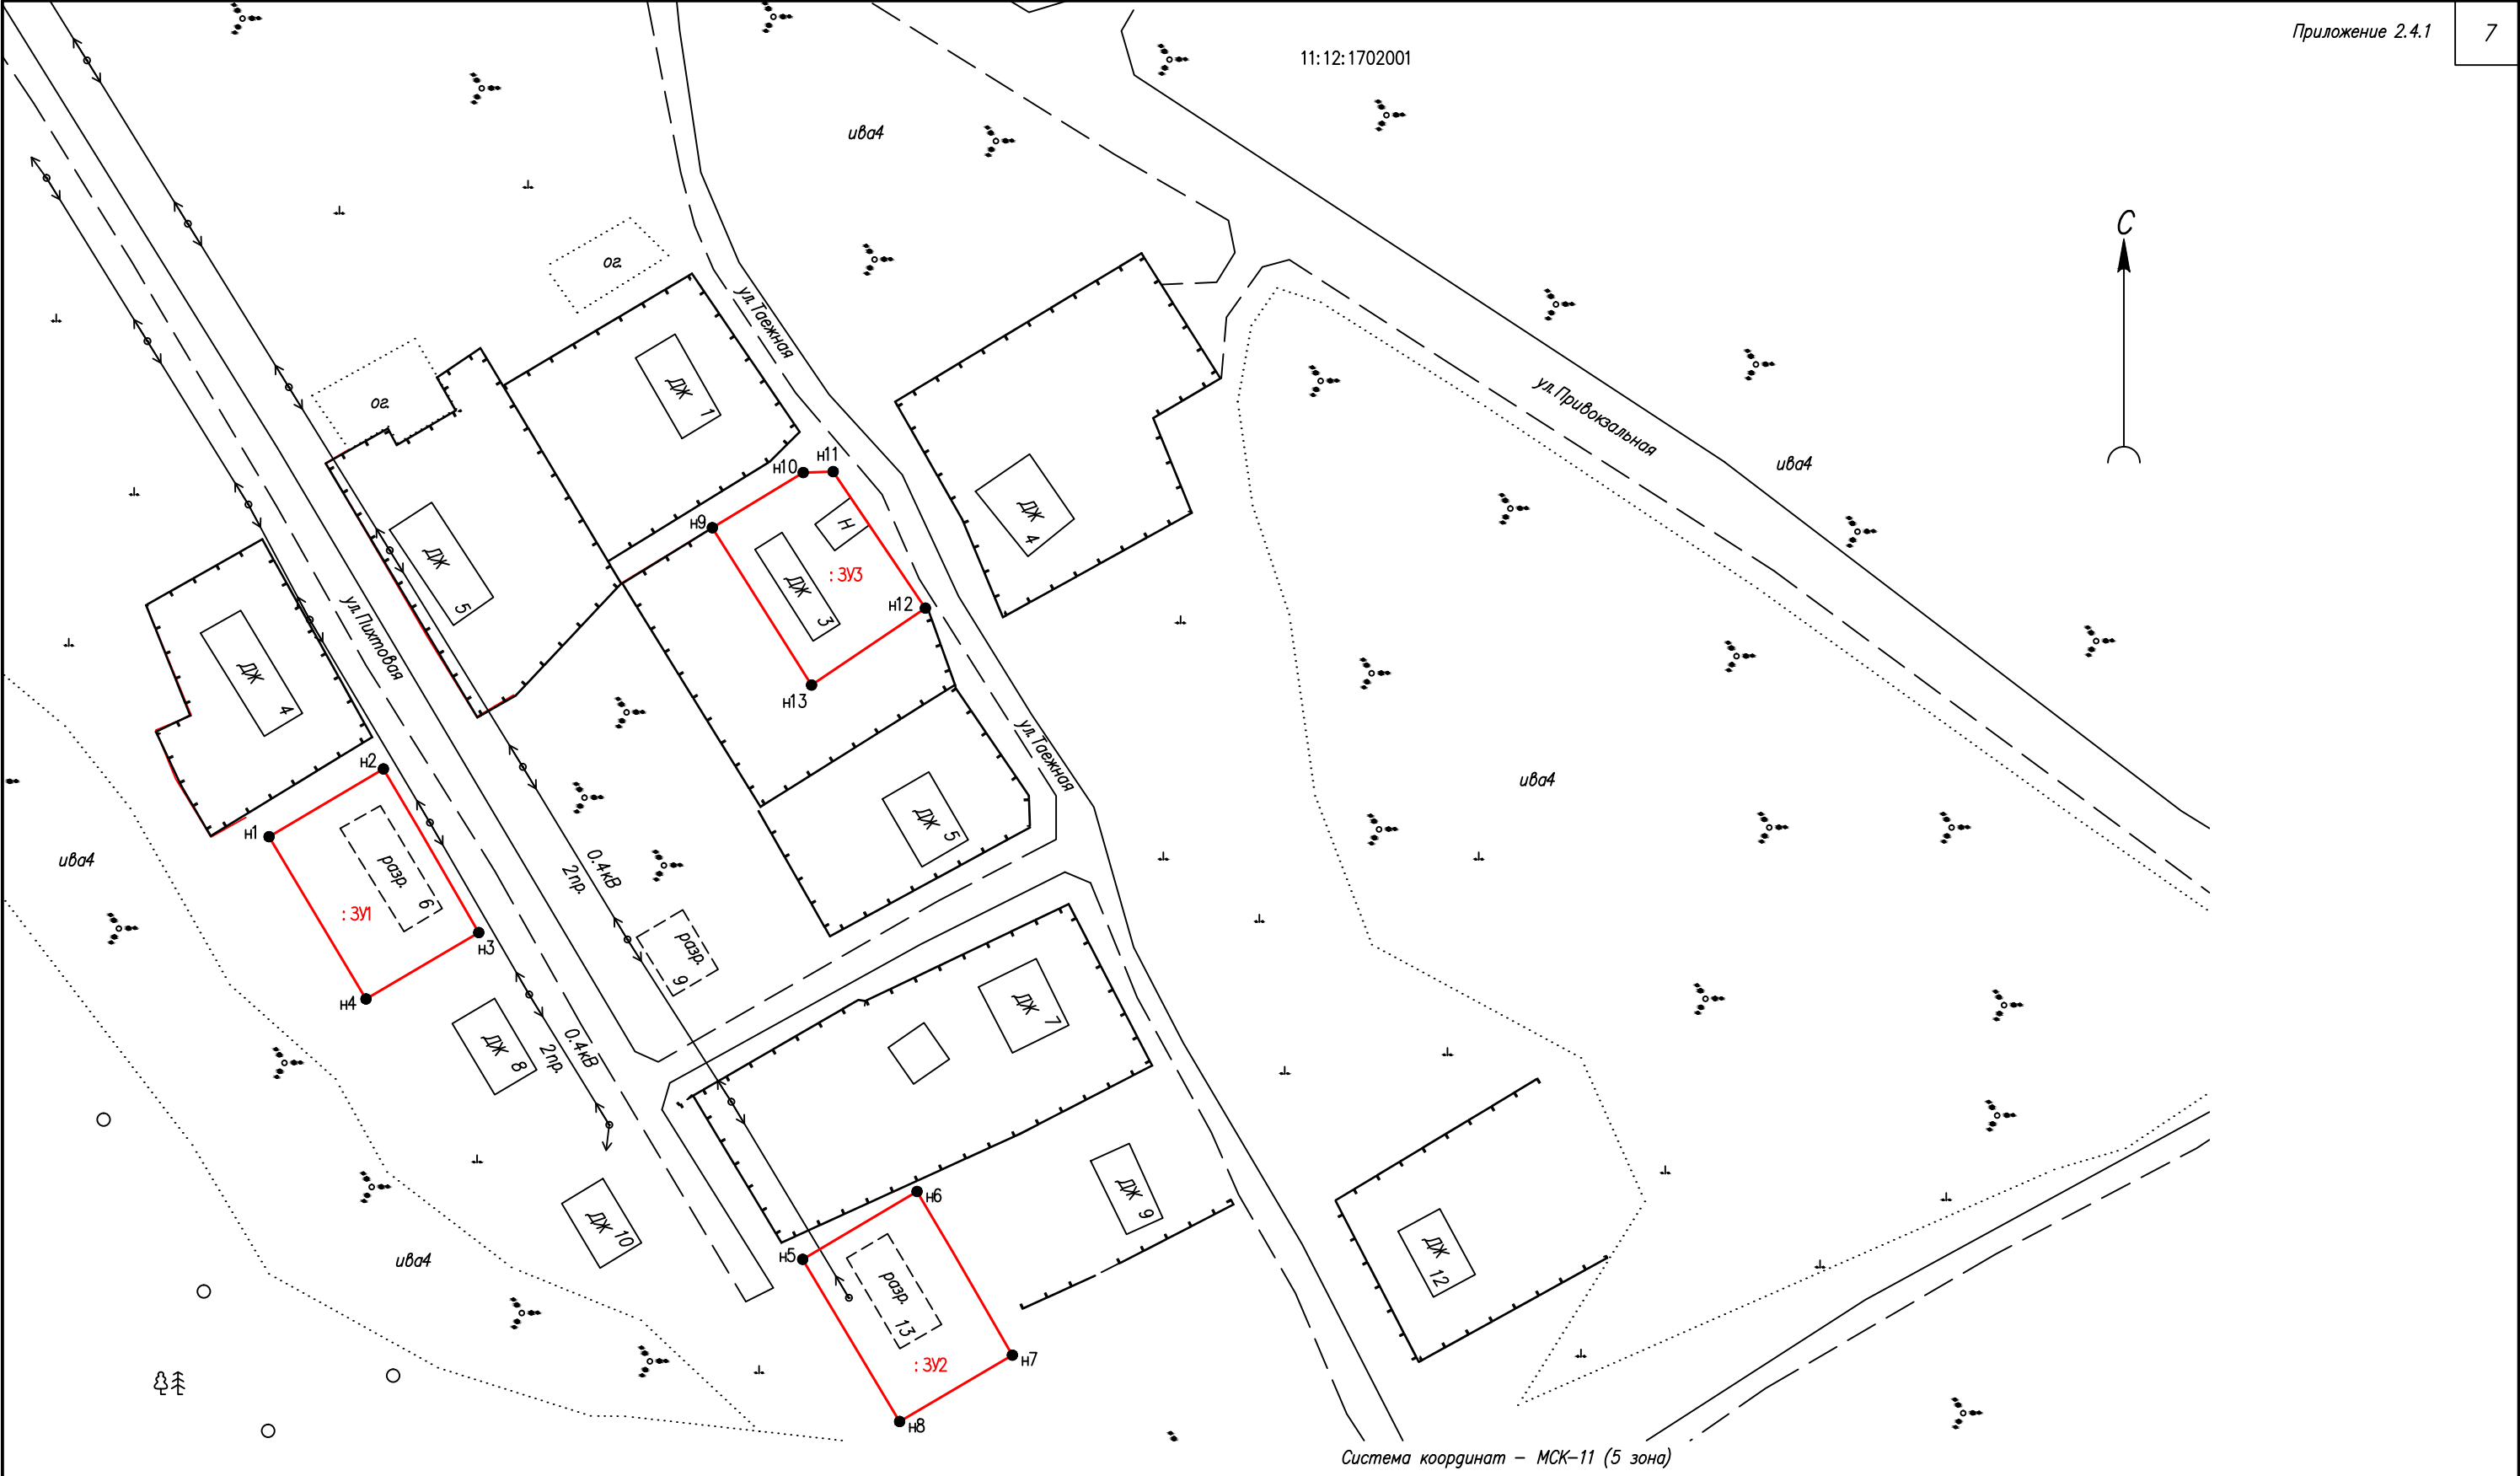 Приложение 2.4.1
7
11:12:1702001
ива4
С
ог.
ул.Таежная
ДЖ
1
ог.
ул.Привокзальная
ива4
н10
н11
ДЖ
4
н9
Н
ДЖ
5
: ЗУ3
ДЖ
3
н12
ул.Пихтовая
ДЖ
4
н13
ул.Таежная
н2
ива4
н1
ДЖ
5
ива4
разр.
6
0.4кВ
2пр.
: ЗУ1
н3
разр.
9
н4
ДЖ
7
ДЖ
8
0.4кВ
2пр.
н6
ДЖ
9
ДЖ
10
н5
ива4
разр.
13
ДЖ
12
: ЗУ2
н7
н8
Система координат – МСК–11 (5 зона)